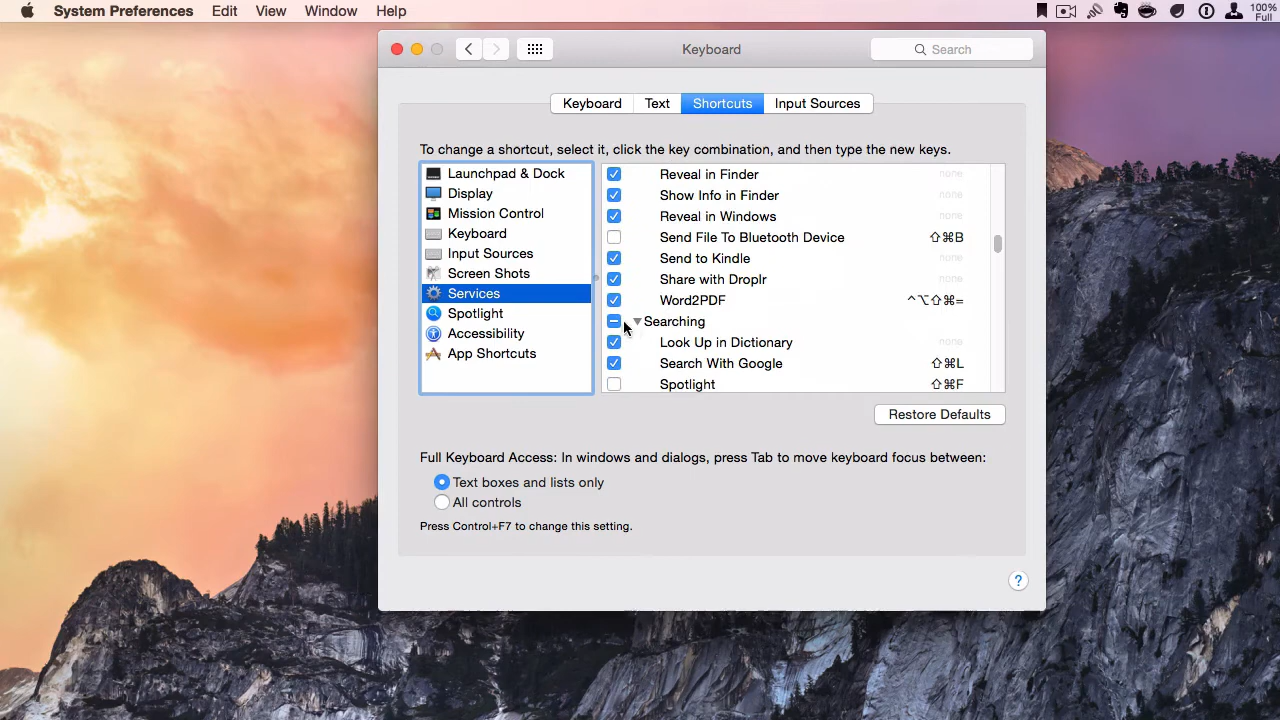 System Preferences Edit View Window Help 100% Full
Keyboard
Search
Keyboard Text Shortcuts Input Sources
To change a shortcut, select it, click the key combination, and then type the new keys.
Launchpad & Dock
Display
Mission Control
Keyboard
Input Sources
Screen Shots
Services
Spotlight
Accessibility
App Shortcuts
Reveal in Finder none
Show Info in Finder none
Reveal in Windows none
Send File To Bluetooth Device ⇧⌘B
Send to Kindle none
Share with Droplr none
Word2PDF ^⌥⇧⌘=
Searching
Look Up in Dictionary none
Search With Google ⇧⌘L
Spotlight ⇧⌘F
Restore Defaults
Full Keyboard Access: In windows and dialogs, press Tab to move keyboard focus between:
Text boxes and lists only
All controls
Press Control+F7 to change this setting.
?